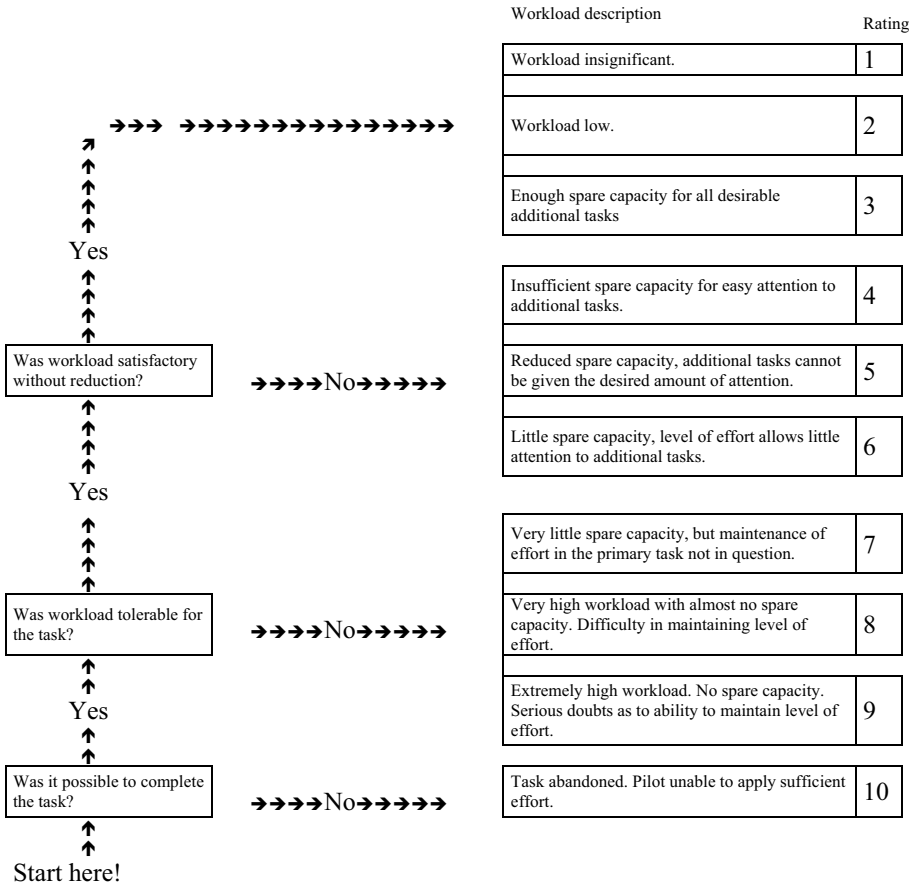 Workload description
Rating
Workload insignificant.
1
Workload low.
2
Enough spare capacity for all desirable
additional tasks
3
Yes
Insufficient spare capacity for easy attention to
additional tasks.
4
Was workload satisfactory
without reduction?
No
Reduced spare capacity, additional tasks cannot
be given the desired amount of attention.
5
Little spare capacity, level of effort allows little
attention to additional tasks.
6
Yes
Very little spare capacity, but maintenance of
effort in the primary task not in question.
7
Was workload tolerable for
the task?
No
Very high workload with almost no spare
capacity. Difficulty in maintaining level of
effort.
8
Yes
Extremely high workload. No spare capacity.
Serious doubts as to ability to maintain level of
effort.
9
Was it possible to complete
the task?
No
Task abandoned. Pilot unable to apply sufficient
effort.
10
Start here!